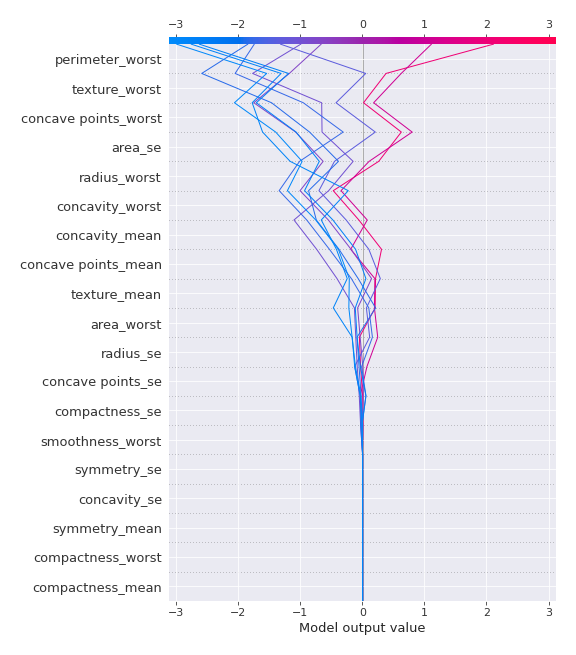 −3 −2 −1 0 1 2 3
perimeter_worst
texture_worst
concave points_worst
area_se
radius_worst
concavity_worst
concavity_mean
concave points_mean
texture_mean
area_worst
radius_se
concave points_se
compactness_se
smoothness_worst
symmetry_se
concavity_se
symmetry_mean
compactness_worst
compactness_mean
−3 −2 −1 0 1 2 3
Model output value